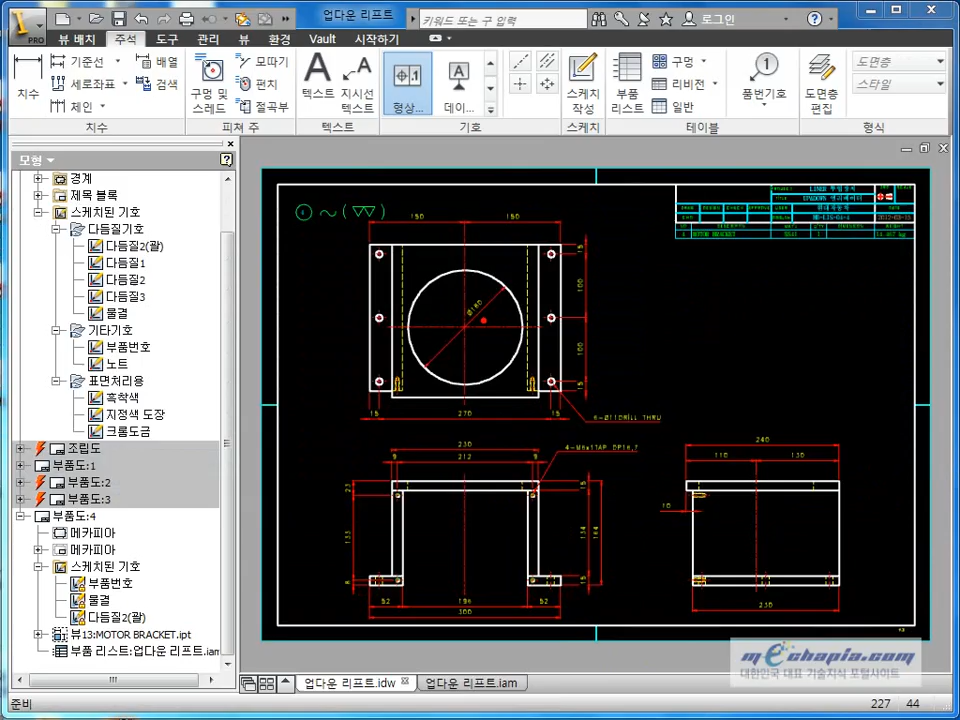 업다운 리프트
키워드 또는 구 입력
로그인
PRO
뷰 배치
주석
도구
관리
뷰
환경
Vault
시작하기
치수
기준선
세로좌표
체인
배열
검색
치수
구멍 및
스레드
모따기
펀치
절곡부
피쳐 주
텍스트
지시선
텍스트
텍스트
형상...
데이...
기호
스케치
작성
스케치
부품
리스트
구멍
리비전
일반
테이블
품번기호
도면층
편집
도면층
스타일
형식
모형
경계
제목 블록
스케치된 기호
다듬질기호
다듬질2(괄)
다듬질1
다듬질2
다듬질3
물결
기타기호
부품번호
노트
표면처리용
흑착색
지정색 도장
크롬도금
조립도
부품도:1
부품도:2
부품도:3
부품도:4
메카피아
메카피아
스케치된 기호
부품번호
물결
다듬질2(괄)
뷰13:MOTOR BRACKET.ipt
부품 리스트:업다운 리프트.iam
150 150
15
100
100
15
Ø160
15 270 15
6-Ø11DRILL THRU
230
9 212 9
4-M6x1TAP DP16.7
23
133
8
15
134
164
15
52 194 52
300
240
110 130
10
230
MOTOR BRACKET
mechapia.com
대한민국 대표 기술지식 포털사이트
업다운 리프트.idw
업다운 리프트.iam
준비
227 44